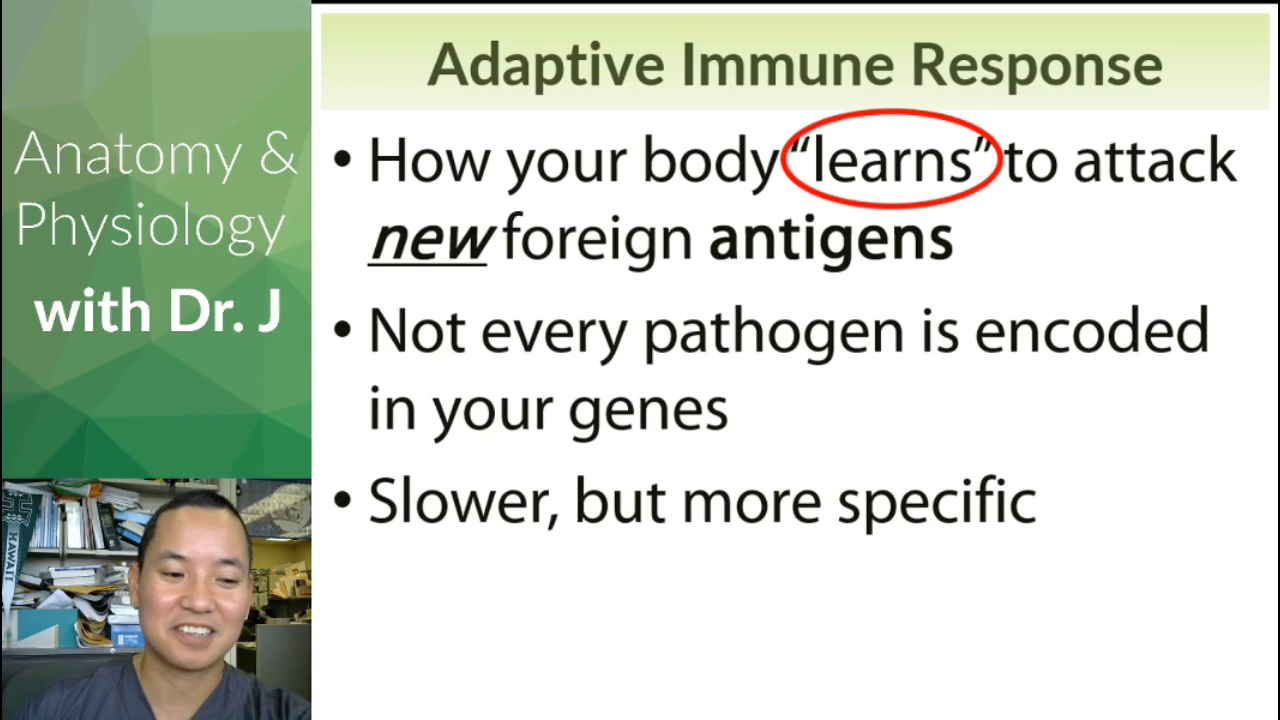 Anatomy &
Physiology
with Dr. J
HAWAII
Adaptive Immune Response
• How your body “learns” to attack
new foreign antigens
• Not every pathogen is encoded
in your genes
• Slower, but more specific